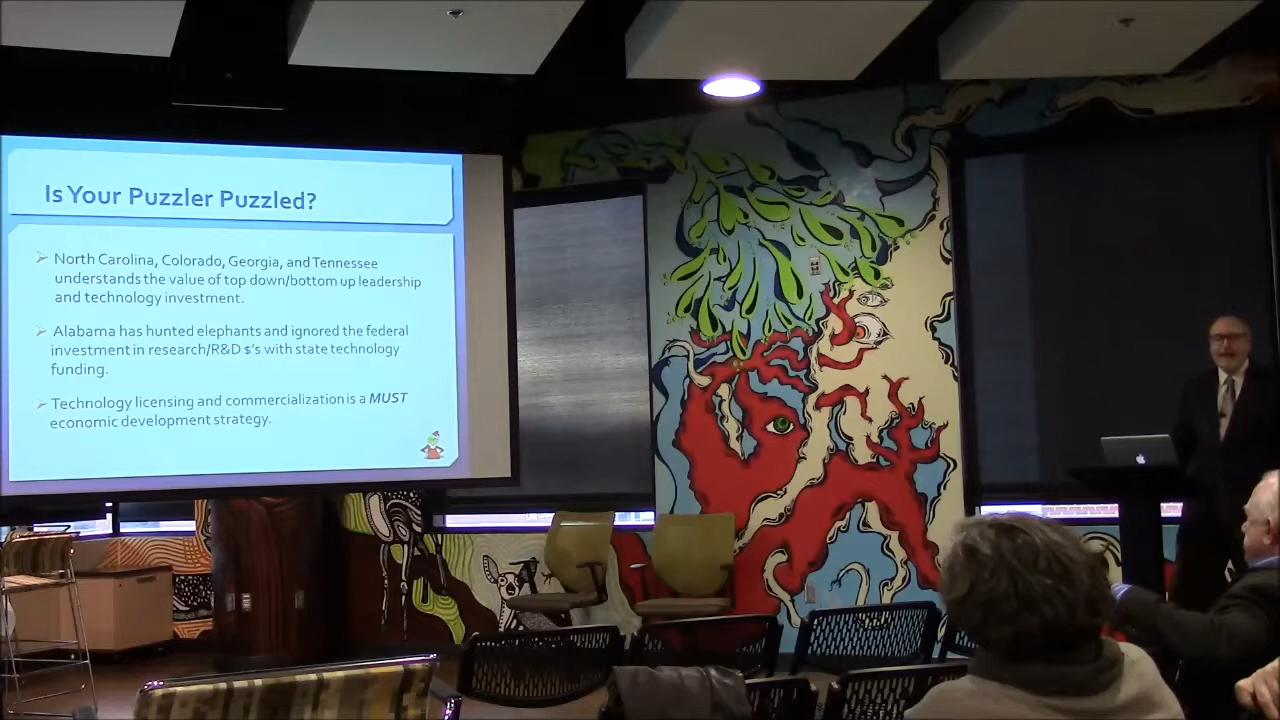 Is Your Puzzler Puzzled?
North Carolina, Colorado, Georgia, and Tennessee
understands the value of top down/bottom up leadership
and technology investment.
Alabama has hunted elephants and ignored the federal
investment in research/R&D $'s with state technology
funding.
Technology licensing and commercialization is a MUST
economic development strategy.